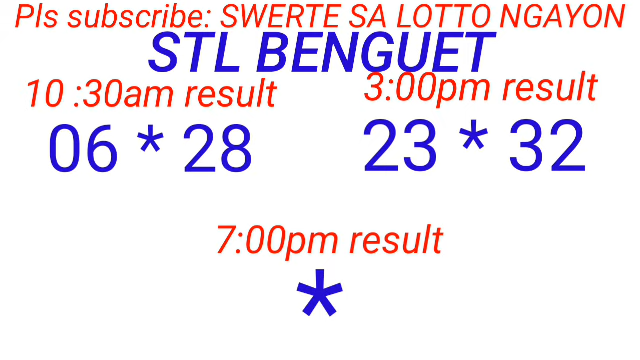 Pls subscribe: SWERTE SA LOTTO NGAYON
STL BENGUET
10 :30am result
06 * 28
3:00pm result
23 * 32
7:00pm result
*